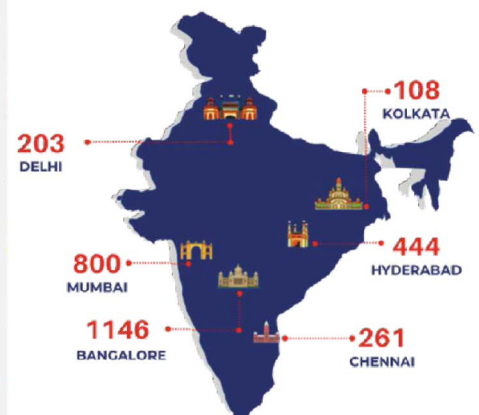 108
KOLKATA
203
DELHI
444
HYDERABAD
800
MUMBAI
1146
BANGALORE
261
CHENNAI